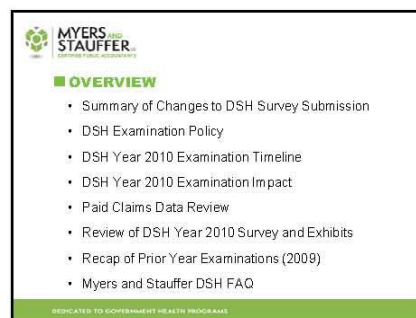 MYERS AND
STAUFFER LC
CERTIFIED PUBLIC ACCOUNTANTS
OVERVIEW
• Summary of Changes to DSH Survey Submission
• DSH Examination Policy
• DSH Year 2010 Examination Timeline
• DSH Year 2010 Examination Impact
• Paid Claims Data Review
• Review of DSH Year 2010 Survey and Exhibits
• Recap of Prior Year Examinations (2009)
• Myers and Stauffer DSH FAQ
DEDICATED TO GOVERNMENT HEALTH PROGRAMS